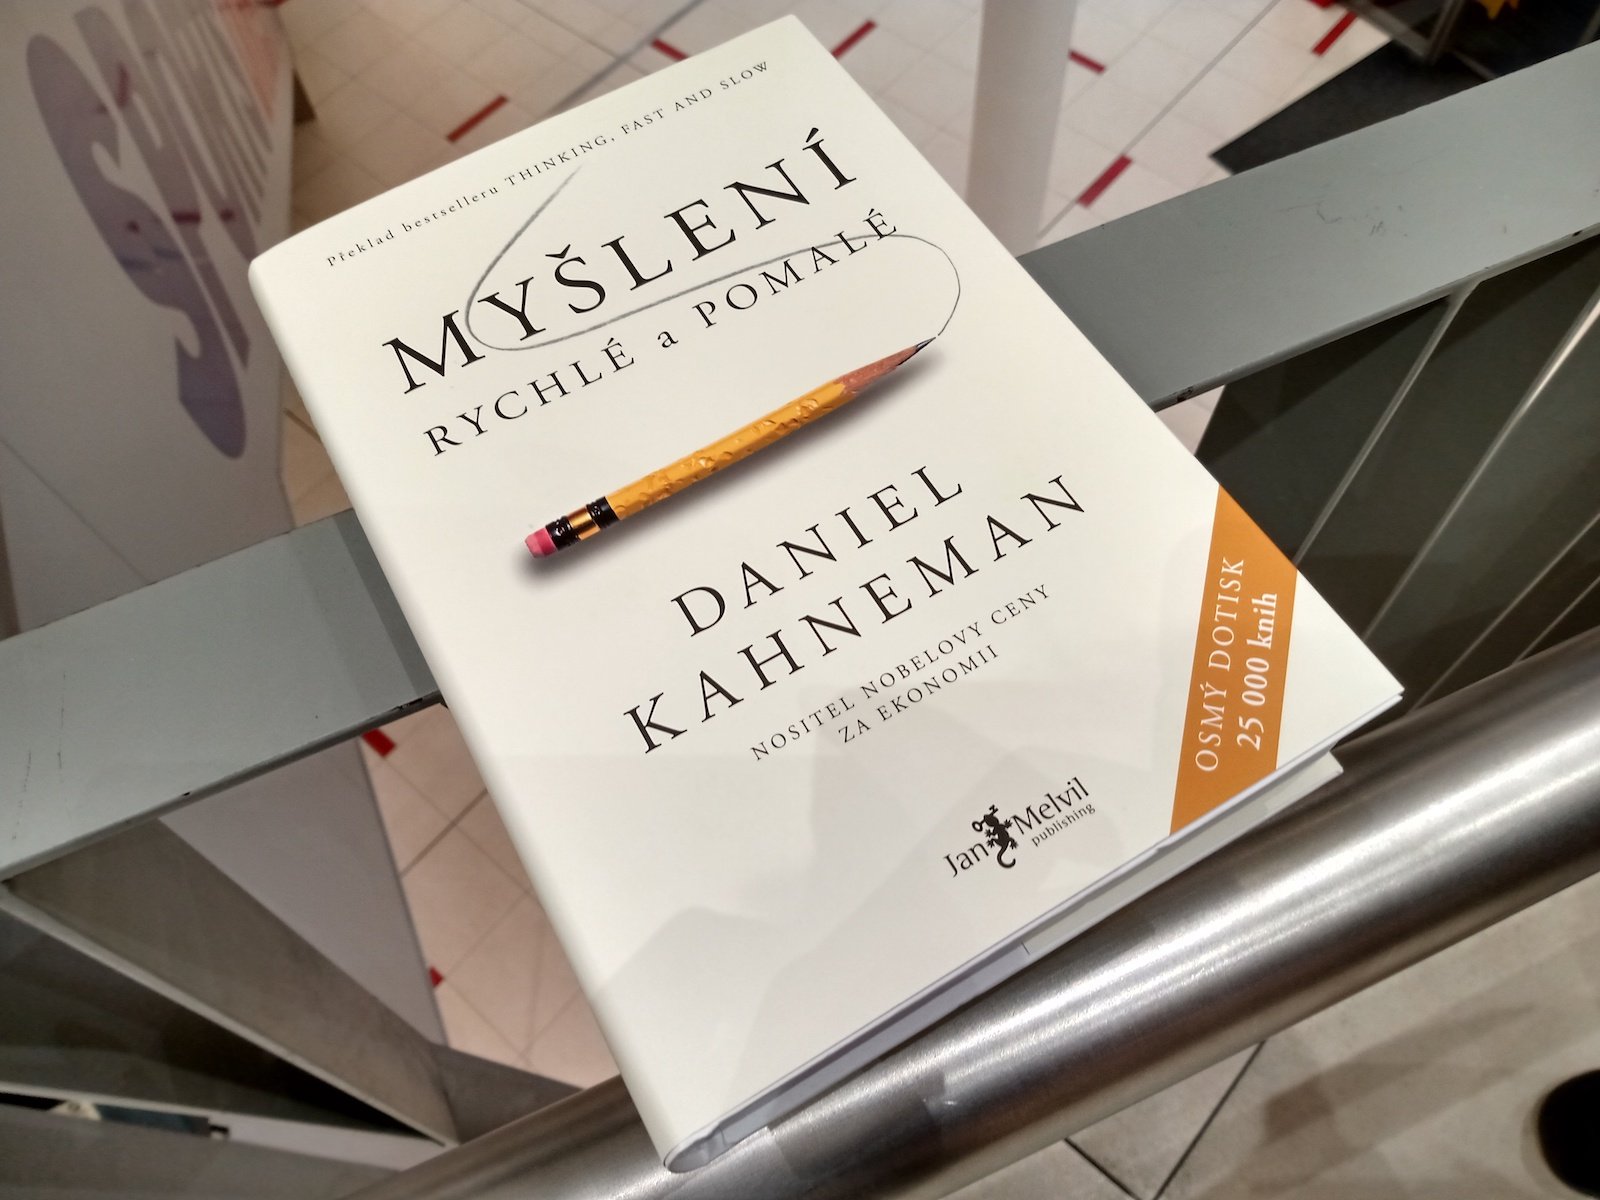 Překlad bestselleru THINKING, FAST AND SLOW
MYŠLENÍ
RYCHLÉ a POMALÉ
DANIEL
KAHNEMAN
NOSITEL NOBELOVY CENY
ZA EKONOMII
OSMÝ DOTISK
25 000 knih
Jan Melvil
publishing